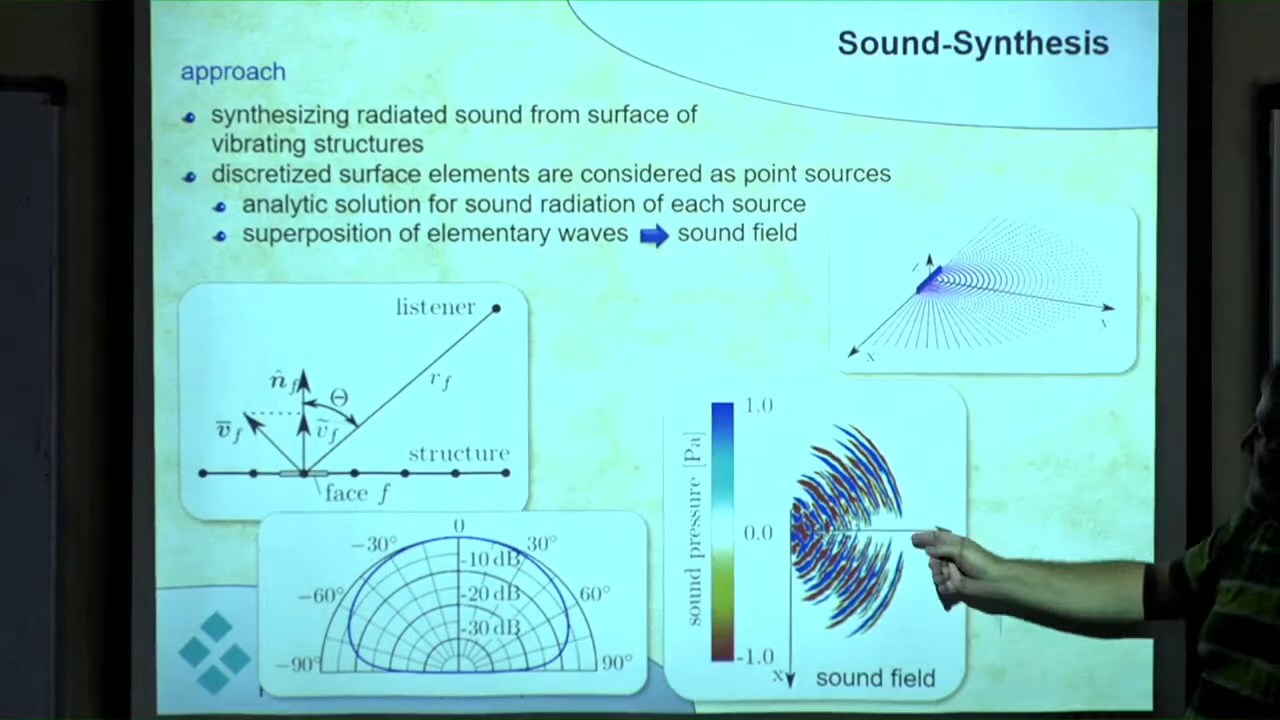 Sound-Synthesis
approach
synthesizing radiated sound from surface of
vibrating structures
discretized surface elements are considered as point sources
analytic solution for sound radiation of each source
superposition of elementary waves
sound field
listener
n̂f
Θ
rf
v̅f
ṽf
structure
face f
0
−30°
30°
-10 dB
−60°
-20 dB
60°
-30 dB
−90°
90°
z
x
y
sound pressure [Pa]
1.0
0.0
-1.0
x
sound field